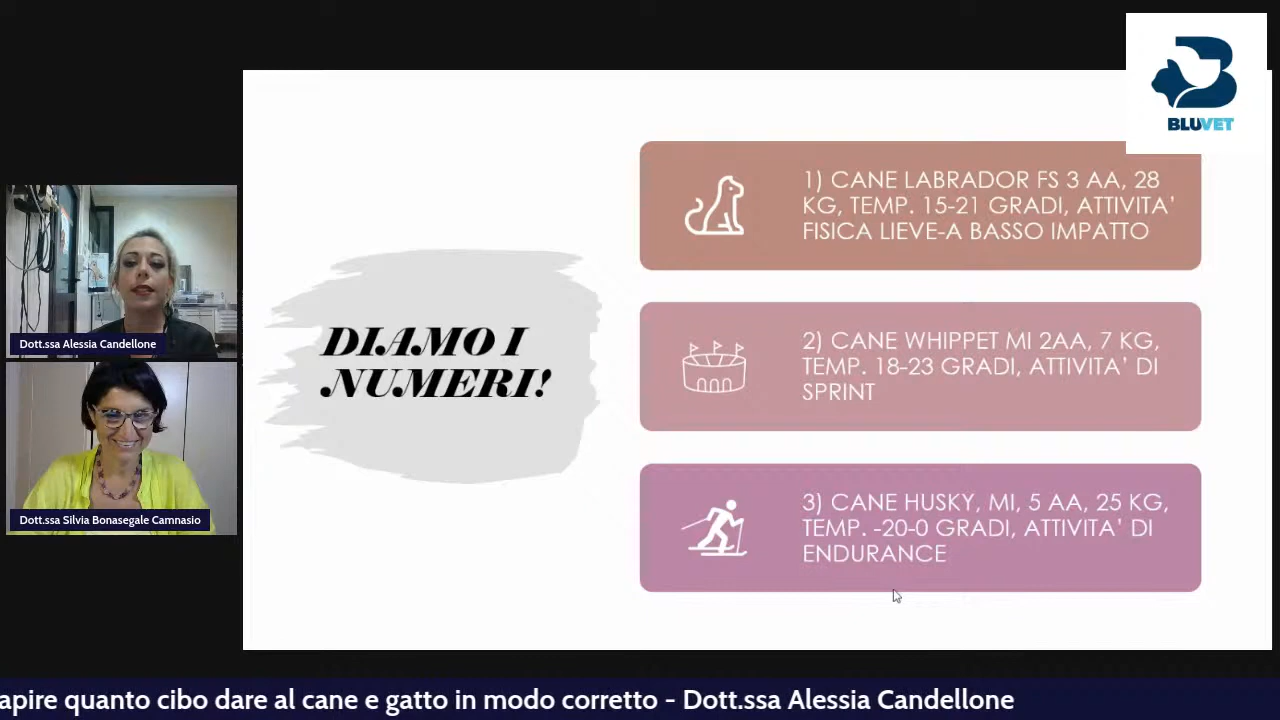 BLUVET
1) CANE LABRADOR FS 3 AA, 28
KG, TEMP. 15-21 GRADI, ATTIVITA’
FISICA LIEVE-A BASSO IMPATTO
DIAMO I
NUMERI!
2) CANE WHIPPET MI 2AA, 7 KG,
TEMP. 18-23 GRADI, ATTIVITA’ DI
SPRINT
3) CANE HUSKY, MI, 5 AA, 25 KG,
TEMP. -20-0 GRADI, ATTIVITA’ DI
ENDURANCE
Dott.ssa Alessia Candellone
Dott.ssa Silvia Bonasegale Camnasio
apire quanto cibo dare al cane e gatto in modo corretto - Dott.ssa Alessia Candellone